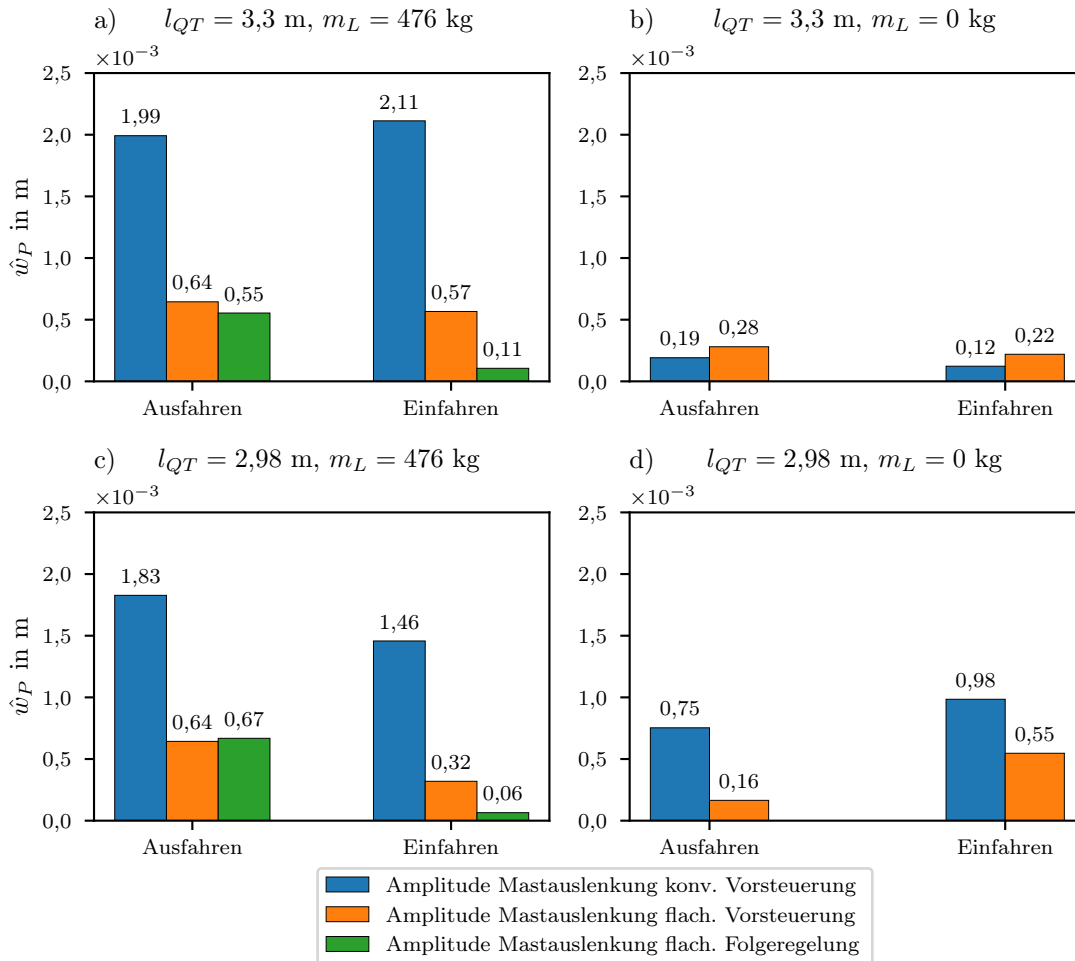 a) l_QT = 3,3 m, m_L = 476 kg
×10⁻³
2,5
2,0
1,5
1,0
0,5
0,0
ŵ_P in m
1,99
0,64
0,55
2,11
0,57
0,11
Ausfahren
Einfahren
b) l_QT = 3,3 m, m_L = 0 kg
×10⁻³
2,5
2,0
1,5
1,0
0,5
0,0
0,19
0,28
0,12
0,22
Ausfahren
Einfahren
c) l_QT = 2,98 m, m_L = 476 kg
×10⁻³
2,5
2,0
1,5
1,0
0,5
0,0
ŵ_P in m
1,83
0,64
0,67
1,46
0,32
0,06
Ausfahren
Einfahren
d) l_QT = 2,98 m, m_L = 0 kg
×10⁻³
2,5
2,0
1,5
1,0
0,5
0,0
0,75
0,16
0,98
0,55
Ausfahren
Einfahren
Amplitude Mastauslenkung konv. Vorsteuerung
Amplitude Mastauslenkung flach. Vorsteuerung
Amplitude Mastauslenkung flach. Folgeregelung